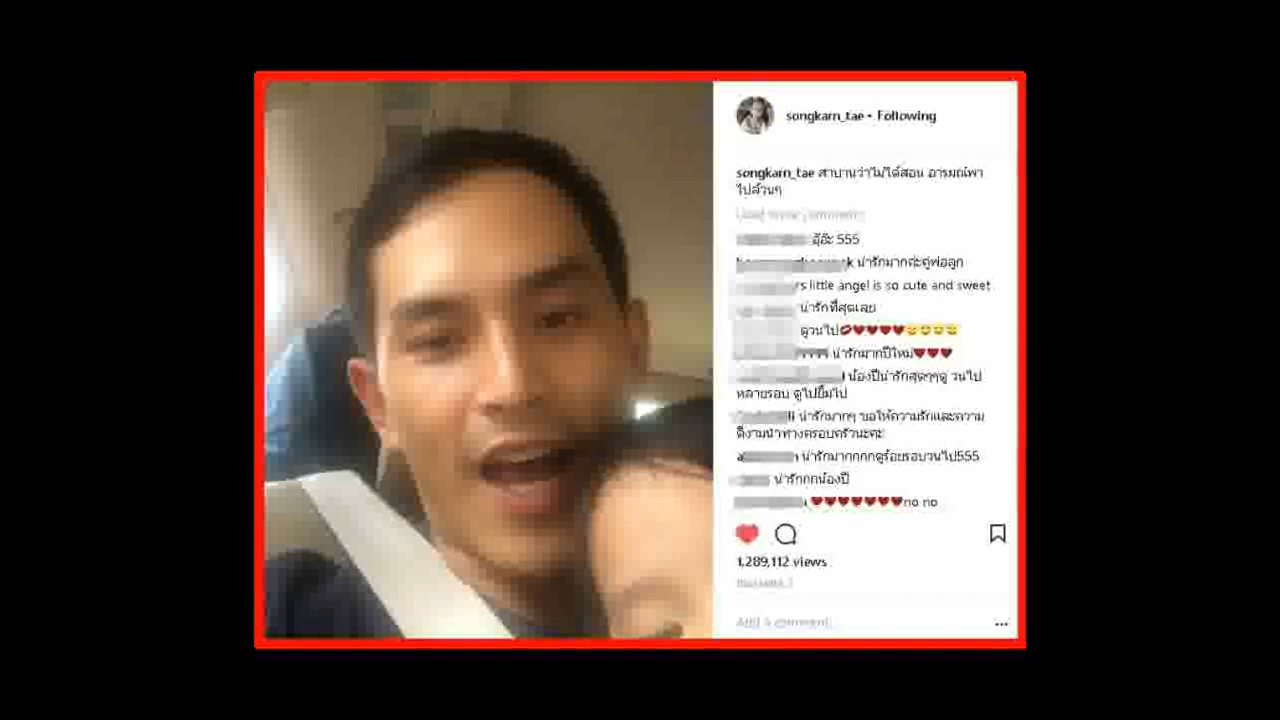 songkarn_tae • Following
songkarn_tae สาบานว่าไม่ได้สอน อารมณ์พา
ไปล้วนๆ
Load more comments
อุ๊อ๊ะ 555
น่ารักมากค่ะคู่พ่อลูก
little angel is so cute and sweet
น่ารักที่สุดเลย
ดูวนไป💋❤❤❤❤
น่ารักมากปีใหม่❤❤❤
น้องปีน่ารักสุดๆๆดู วนไป
หลายรอบ ดูไปยิ้มไป
น่ารักมากๆ ขอให้ความรักและความ
ดีงามนำทางครอบครัวนะคะ
น่ารักมากกกกดูร้อยรอบวนไป555
น่ารักกกน้องปี
❤❤❤❤❤❤❤no no
1,289,112 views
Add a comment...